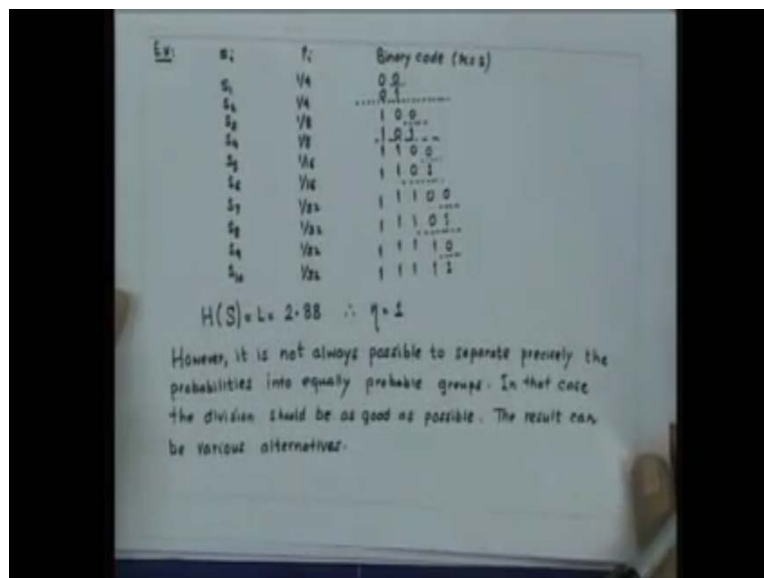 Ex: si Pi Binary code (r=2)
S1 1/4 0 0
S2 1/4 0 1
S3 1/8 1 0 0
S4 1/8 1 0 1
S5 1/16 1 1 0 0
S6 1/16 1 1 0 1
S7 1/32 1 1 1 0 0
S8 1/32 1 1 1 0 1
S9 1/32 1 1 1 1 0
S10 1/32 1 1 1 1 1
H(S) = L = 2.88 ∴ η = 1
However, it is not always possible to separate precisely the
probabilities into equally probable groups. In that case
the division should be as good as possible. The result can
be various alternatives.